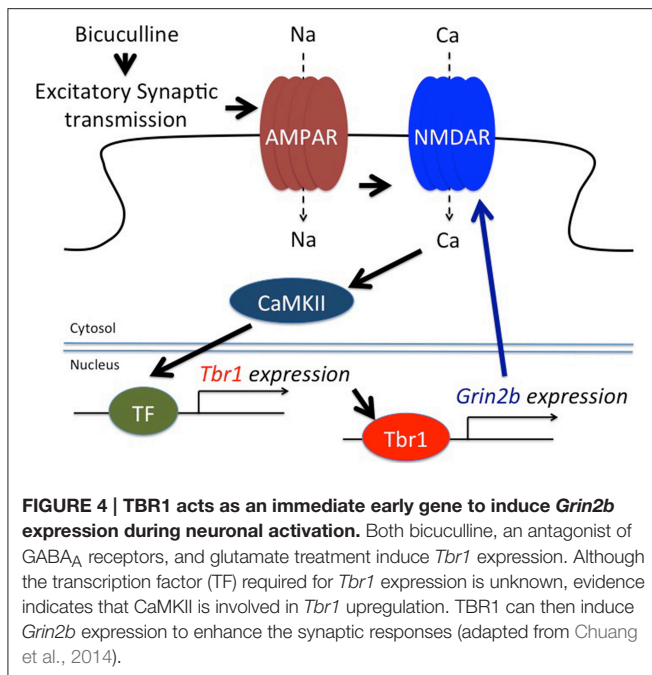 Bicuculline
Na
Ca
Excitatory Synaptic
transmission
AMPAR
NMDAR
Na
Ca
CaMKII
Cytosol
Nucleus
Tbr1 expression
Grin2b expression
TF
Tbr1
FIGURE 4 | TBR1 acts as an immediate early gene to induce Grin2b
expression during neuronal activation. Both bicuculline, an antagonist of
GABAA receptors, and glutamate treatment induce Tbr1 expression. Although
the transcription factor (TF) required for Tbr1 expression is unknown, evidence
indicates that CaMKII is involved in Tbr1 upregulation. TBR1 can then induce
Grin2b expression to enhance the synaptic responses (adapted from Chuang
et al., 2014).